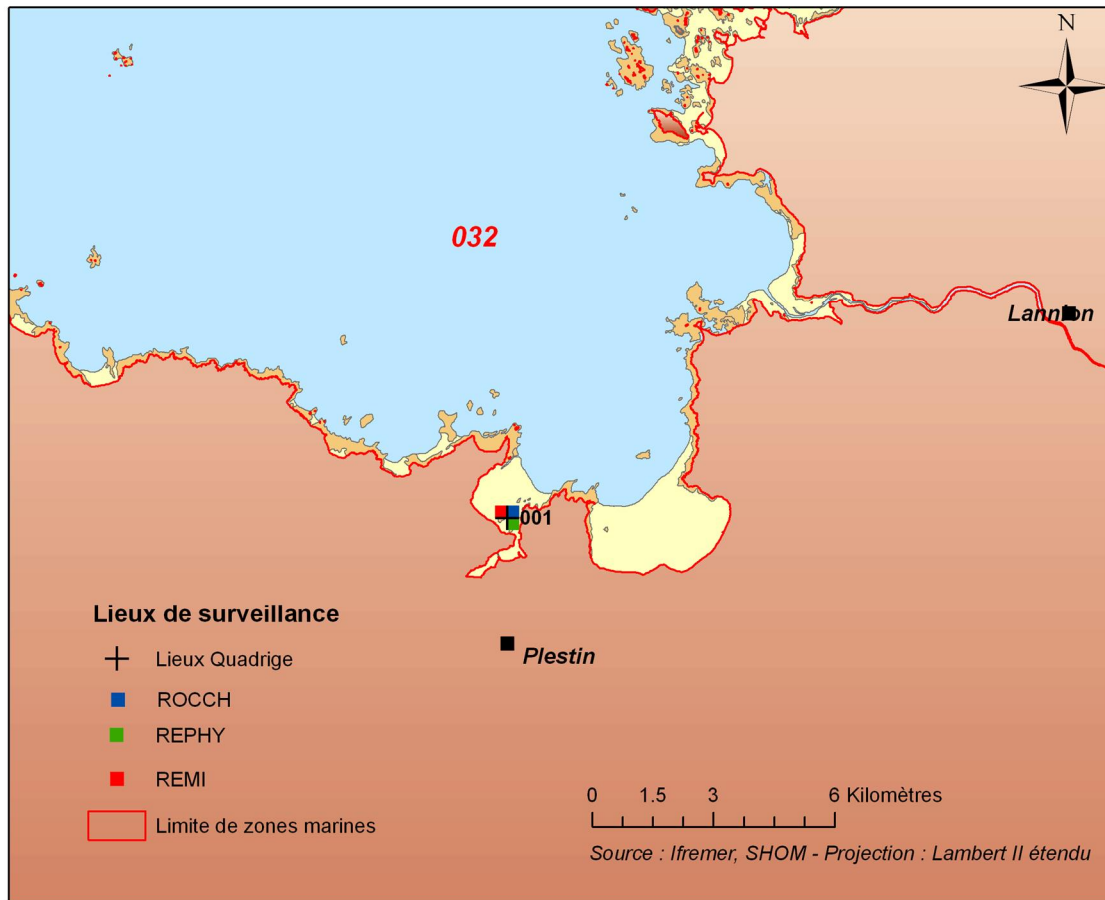 N
032
Lannion
001
Plestin
Lieux de surveillance
Lieux Quadrige
ROCCH
REPHY
REMI
Limite de zones marines
0 1.5 3 6 Kilomètres
Source : Ifremer, SHOM - Projection : Lambert II étendu